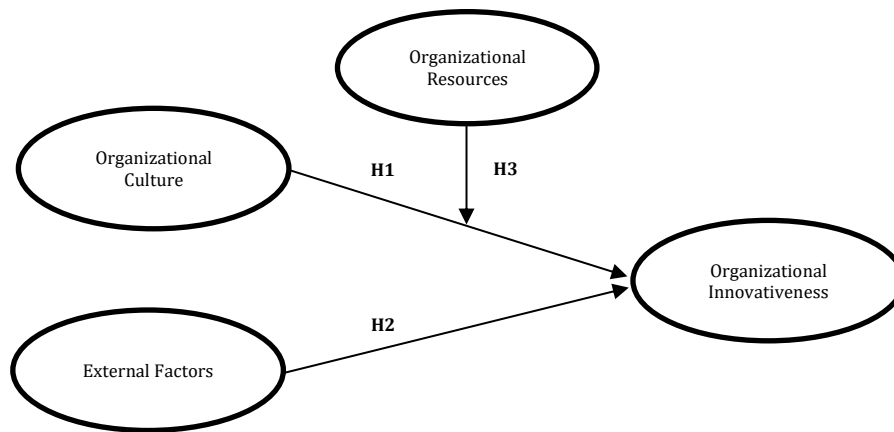 Organizational
Resources
Organizational
Culture
H1
H3
Organizational
Innovativeness
H2
External Factors